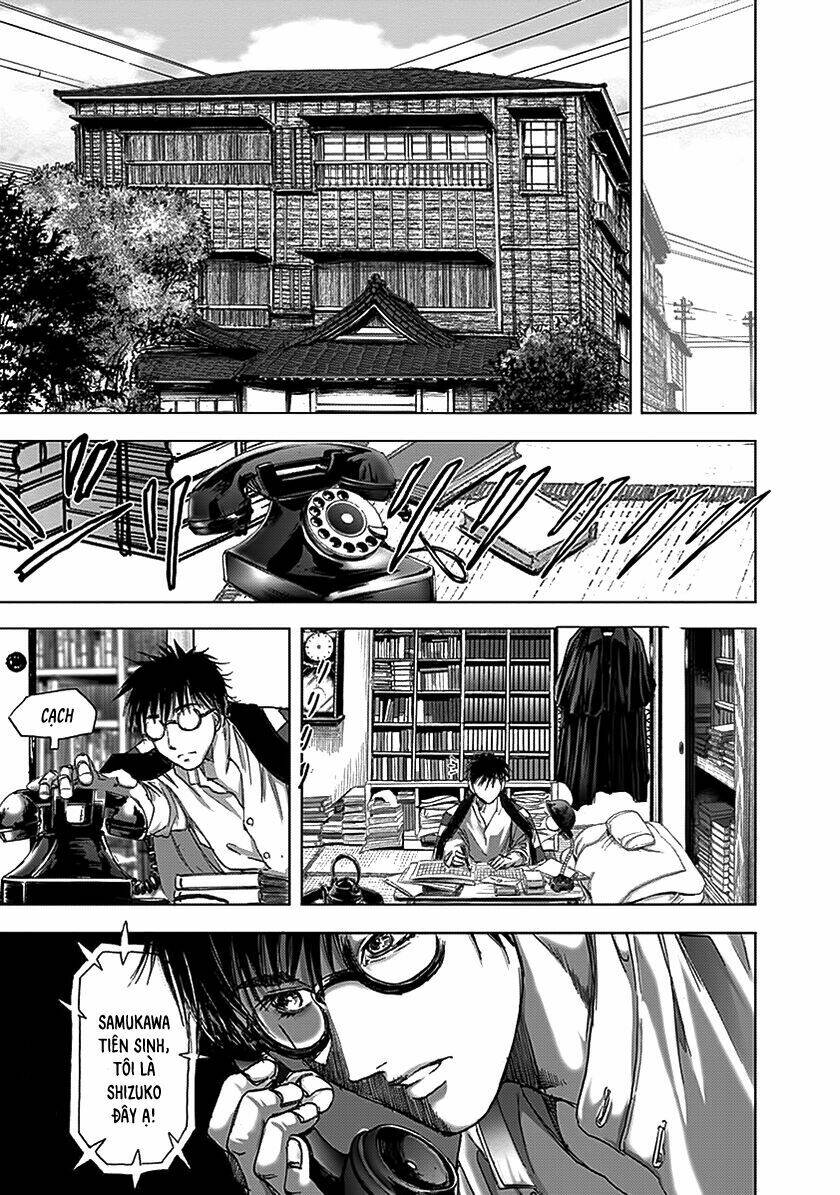 CẠCH
SAMUKAWA
TIÊN SINH,
TÔI LÀ
SHIZUKO
ĐÂY Ạ!